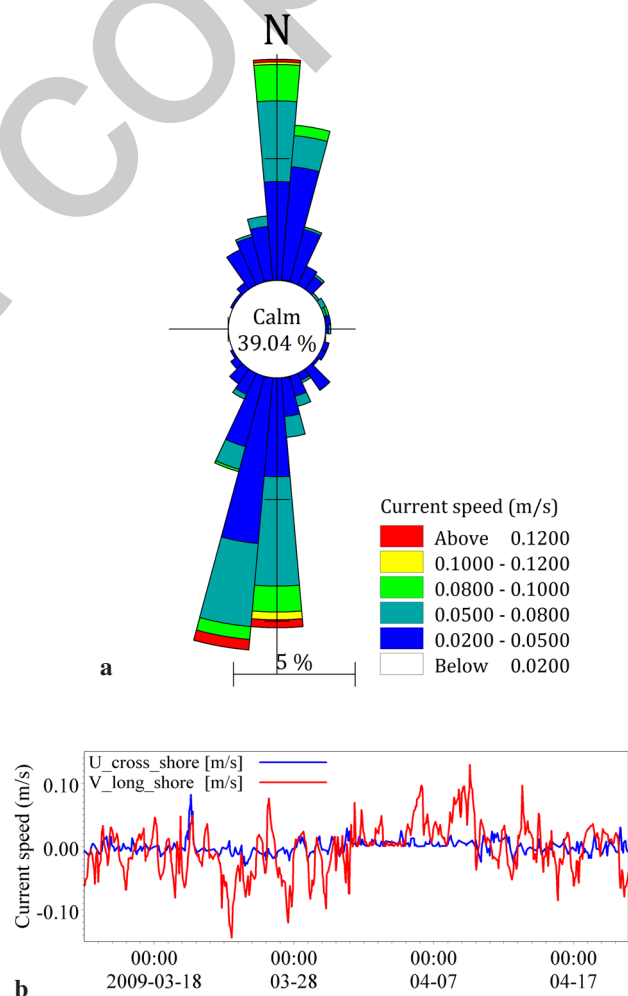 N
Calm
39.04 %
Current speed (m/s)
Above 0.1200
0.1000 - 0.1200
0.0800 - 0.1000
0.0500 - 0.0800
0.0200 - 0.0500
Below 0.0200
5 %
a
U_cross_shore [m/s]
V_long_shore [m/s]
Current speed (m/s)
0.10
0.00
-0.10
00:00 00:00 00:00 00:00
2009-03-18 03-28 04-07 04-17
b